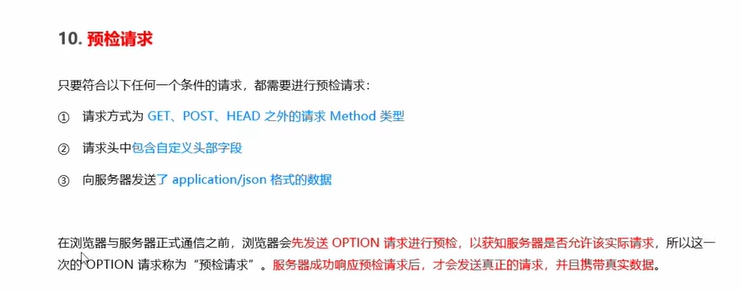 10. 预检请求
只要符合以下任何一个条件的请求，都需要进行预检请求：
① 请求方式为 GET、POST、HEAD 之外的请求 Method 类型
② 请求头中包含自定义头部字段
③ 向服务器发送了 application/json 格式的数据
在浏览器与服务器正式通信之前，浏览器会先发送 OPTION 请求进行预检，以获知服务器是否允许该实际请求，所以这一
次的 OPTION 请求称为“预检请求”。服务器成功响应预检请求后，才会发送真正的请求，并且携带真实数据。